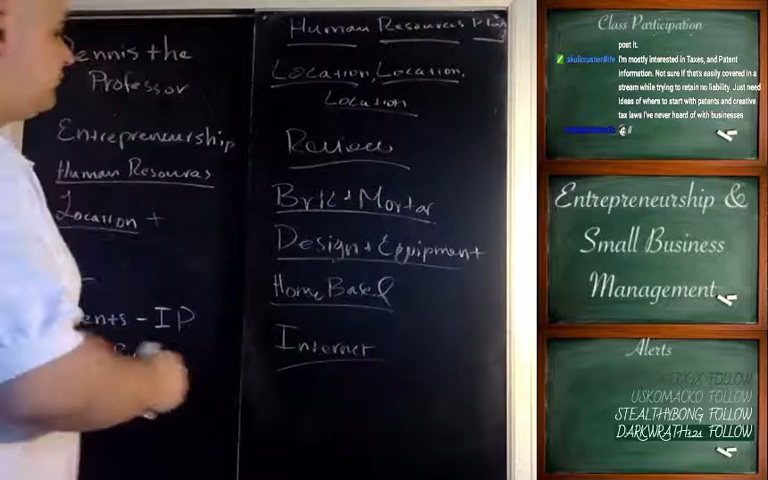 Dennis the
Professor
Entrepreneurship
Human Resources
Location +
ents - IP
Human Resources Plan
Location, Location,
Location
Review
Brik + Mortar
Design + Eqipment
Home Based
Internet
Class Participation
post it.
skullcrusher4life I'm mostly interested in Taxes, and Patent
information. Not sure if that's easily covered in a
stream while trying to retain no liability. Just need
ideas of where to start with patents and creative
tax laws I've never heard of with businesses
Entrepreneurship &
Small Business
Management
Alerts
FOLLOW
USKOMACKO FOLLOW
STEALTHYBONG FOLLOW
DARKWRATH121 FOLLOW